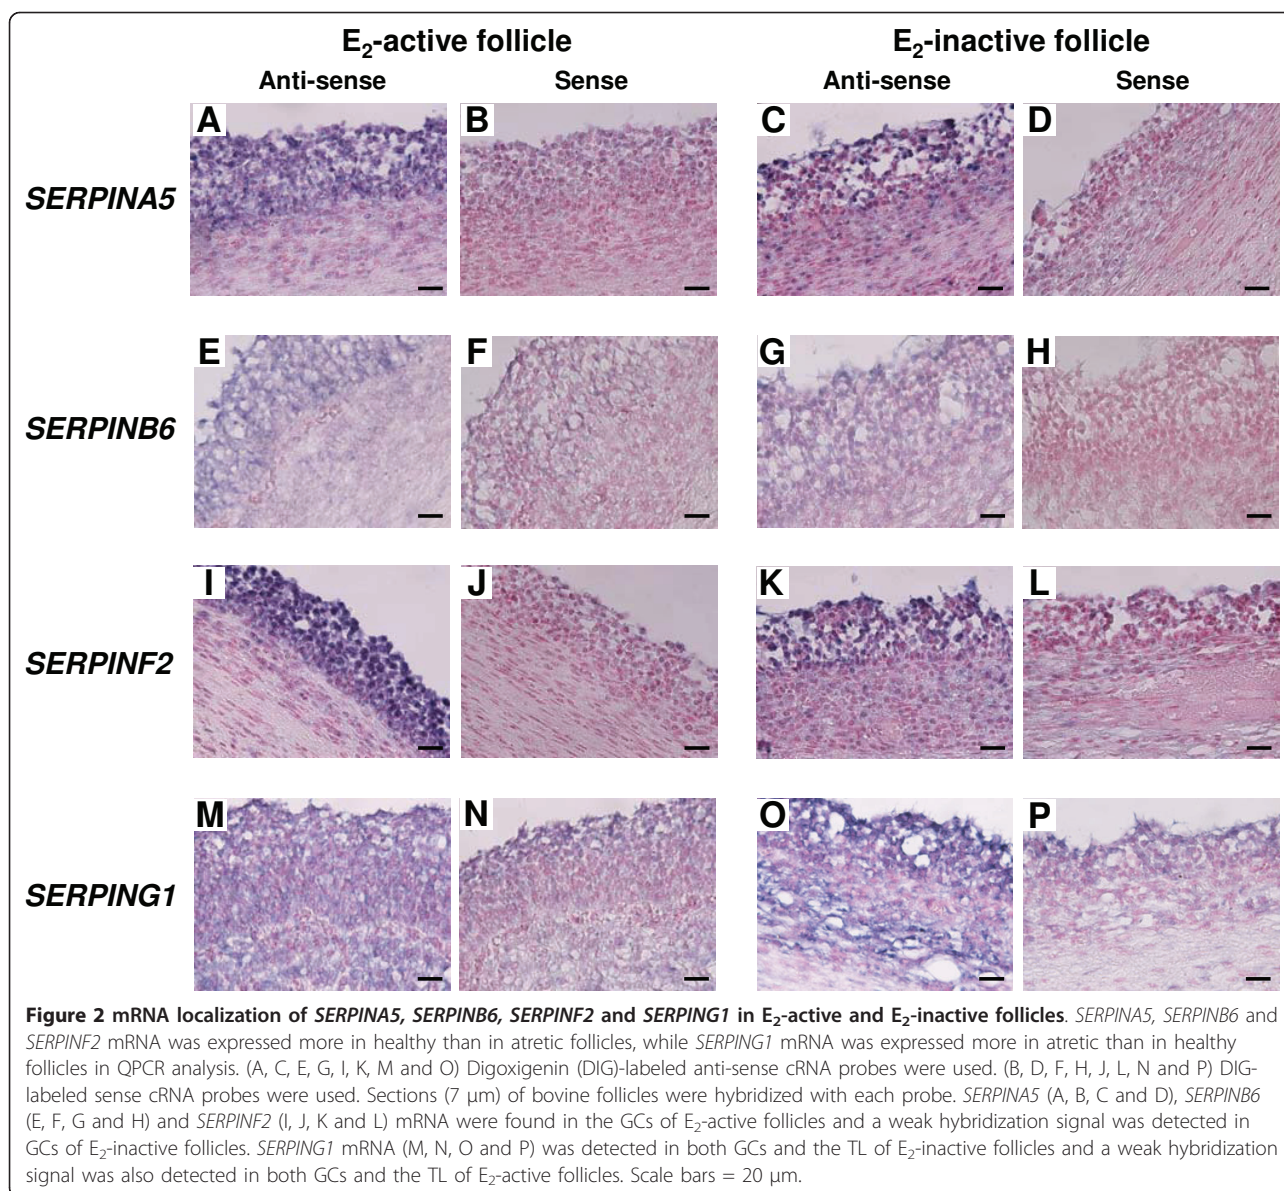 E₂-active follicle E₂-inactive follicle
Anti-sense Sense Anti-sense Sense
A B C D
SERPINA5
E F G H
SERPINB6
I J K L
SERPINF2
M N O P
SERPING1
Figure 2 mRNA localization of SERPINA5, SERPINB6, SERPINF2 and SERPING1 in E₂-active and E₂-inactive follicles. SERPINA5, SERPINB6 and
SERPINF2 mRNA was expressed more in healthy than in atretic follicles, while SERPING1 mRNA was expressed more in atretic than in healthy
follicles in QPCR analysis. (A, C, E, G, I, K, M and O) Digoxigenin (DIG)-labeled anti-sense cRNA probes were used. (B, D, F, H, J, L, N and P) DIG-
labeled sense cRNA probes were used. Sections (7 μm) of bovine follicles were hybridized with each probe. SERPINA5 (A, B, C and D), SERPINB6
(E, F, G and H) and SERPINF2 (I, J, K and L) mRNA were found in the GCs of E₂-active follicles and a weak hybridization signal was detected in
GCs of E₂-inactive follicles. SERPING1 mRNA (M, N, O and P) was detected in both GCs and the TL of E₂-inactive follicles and a weak hybridization
signal was also detected in both GCs and the TL of E₂-active follicles. Scale bars = 20 μm.